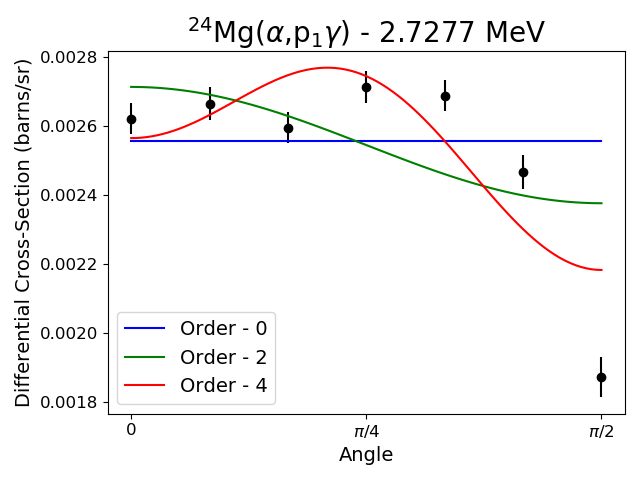 ²⁴Mg(α,p₁γ) - 2.7277 MeV
Differential Cross-Section (barns/sr)
0.0028
0.0026
0.0024
0.0022
0.0020
0.0018
Order - 0
Order - 2
Order - 4
0
π/4
π/2
Angle